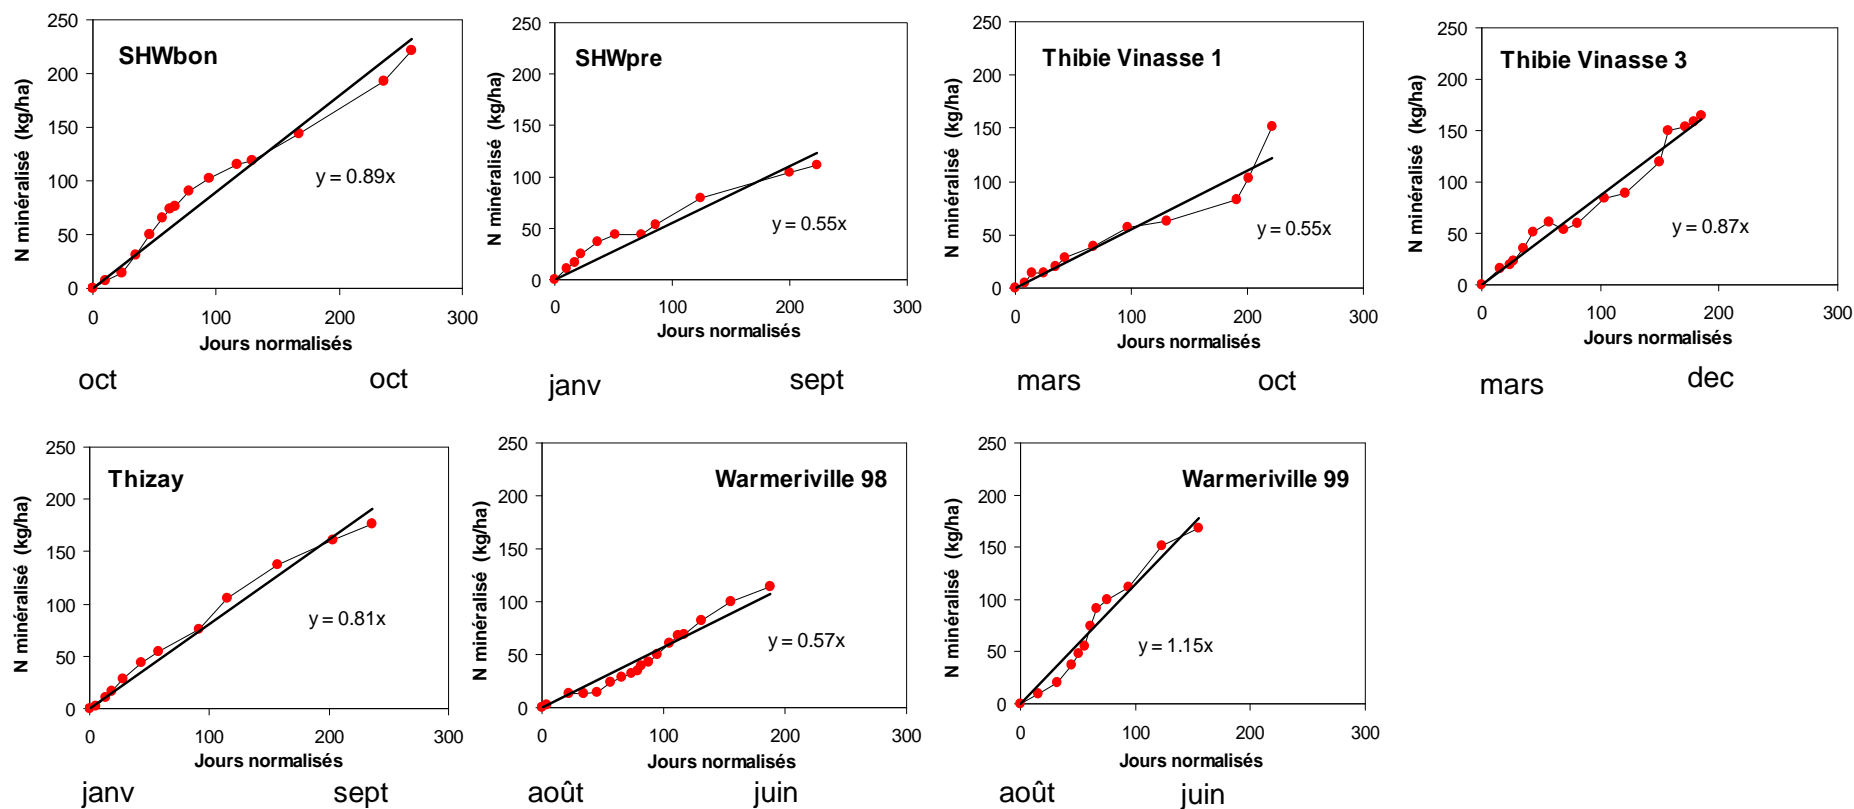 SHWbon
N minéralisé (kg/ha)
250
200
150
100
50
0
y = 0.89x
0 100 200 300
Jours normalisés
oct oct
SHWpre
N minéralisé (kg/ha)
250
200
150
100
50
0
y = 0.55x
0 100 200 300
Jours normalisés
janv sept
Thibie Vinasse 1
N minéralisé (kg/ha)
250
200
150
100
50
0
y = 0.55x
0 100 200 300
Jours normalisés
mars oct
Thibie Vinasse 3
N minéralisé (kg/ha)
250
200
150
100
50
0
y = 0.87x
0 100 200 300
Jours normalisés
mars dec
Thizay
N minéralisé (kg/ha)
250
200
150
100
50
0
y = 0.81x
0 100 200 300
Jours normalisés
janv sept
Warmeriville 98
N minéralisé (kg/ha)
250
200
150
100
50
0
y = 0.57x
0 100 200 300
Jours normalisés
août juin
Warmeriville 99
N minéralisé (kg/ha)
250
200
150
100
50
0
y = 1.15x
0 100 200 300
Jours normalisés
août juin